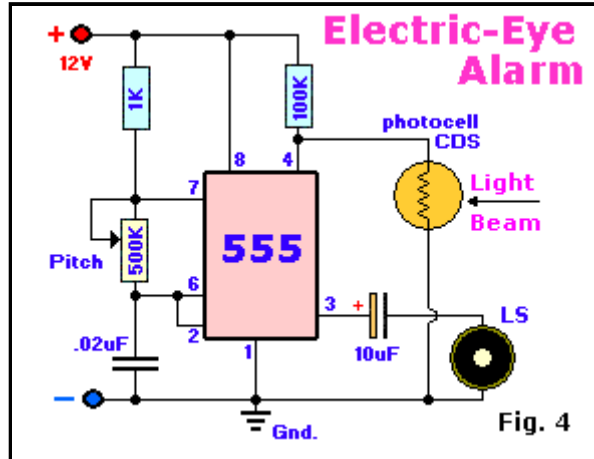 Electric-Eye
Alarm
+
12V
1K
100K
photocell
CDS
8
4
7
Light
Beam
555
Pitch
500K
6
3
+
LS
2
.02uF
1
10uF
−
Gnd.
Fig. 4